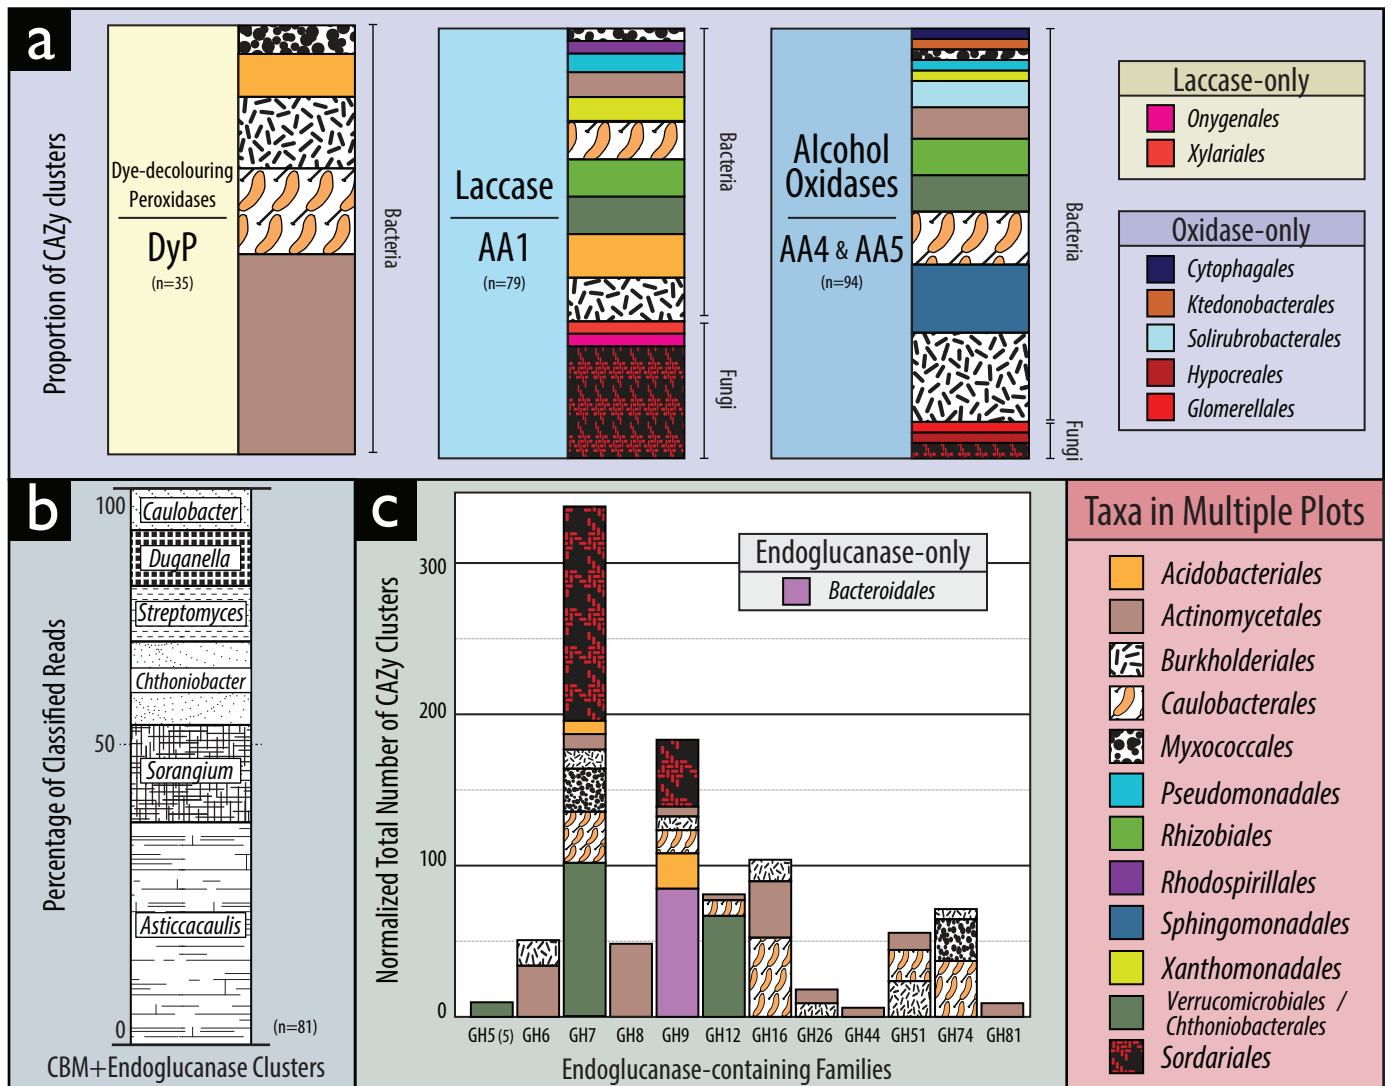 a
Proportion of CAZy clusters
Dye-decolouring
Peroxidases
DyP
(n=35)
Bacteria
Laccase
AA1
(n=79)
Bacteria
Fungi
Alcohol
Oxidases
AA4 & AA5
(n=94)
Bacteria
Fungi
Laccase-only
Onygenales
Xylariales
Oxidase-only
Cytophagales
Ktedonobacterales
Solirubrobacterales
Hypocreales
Glomerellales
b
Percentage of Classified Reads
100
50
0
Caulobacter
Duganella
Streptomyces
Chthoniobacter
Sorangium
Asticcacaulis
(n=81)
CBM+Endoglucanase Clusters
c
Normalized Total Number of CAZy Clusters
300
200
100
0
Endoglucanase-only
Bacteroidales
GH5 (5) GH6 GH7 GH8 GH9 GH12 GH16 GH26 GH44 GH51 GH74 GH81
Endoglucanase-containing Families
Taxa in Multiple Plots
Acidobacteriales
Actinomycetales
Burkholderiales
Caulobacterales
Myxococcales
Pseudomonadales
Rhizobiales
Rhodospirillales
Sphingomonadales
Xanthomonadales
Verrucomicrobiales /
Chthoniobacterales
Sordariales